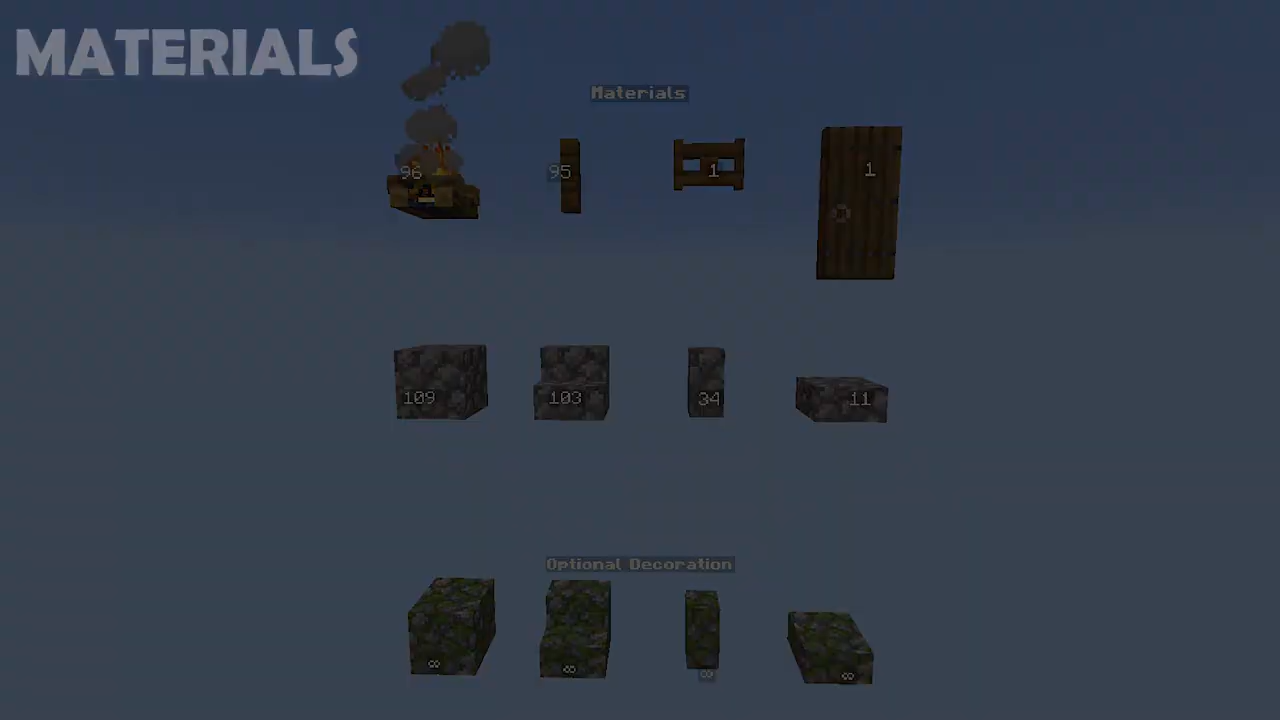 MATERIALS
Materials
96 95 1 1
109 103 34 11
Optional Decoration
∞ ∞ ∞ ∞